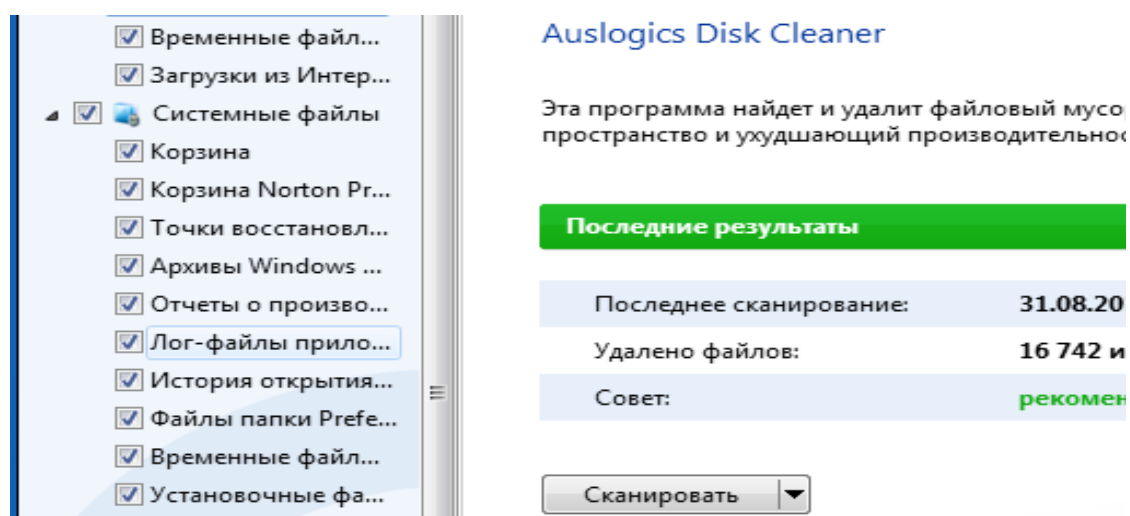 Временные файл...
Загрузки из Интер...
Системные файлы
Корзина
Корзина Norton Pr...
Точки восстановл...
Архивы Windows ...
Отчеты о произво...
Лог-файлы прило...
История открытия...
Файлы папки Prefe...
Временные файл...
Установочные фа...
Auslogics Disk Cleaner
Эта программа найдет и удалит файловый мусо
пространство и ухудшающий производительнос
Последние результаты
Последнее сканирование: 31.08.20
Удалено файлов: 16 742 и
Совет: рекомен
Сканировать